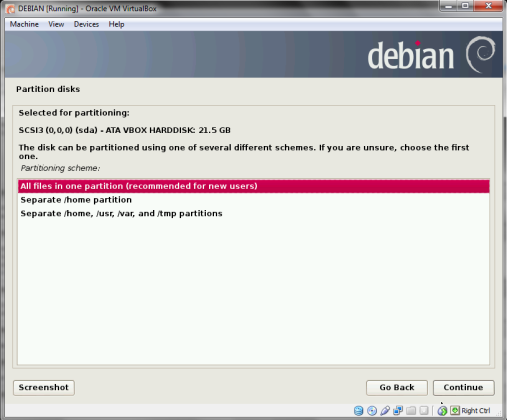 DEBIAN [Running] - Oracle VM VirtualBox
Machine View Devices Help
debian
Partition disks
Selected for partitioning:
SCSI3 (0,0,0) (sda) - ATA VBOX HARDDISK: 21.5 GB
The disk can be partitioned using one of several different schemes. If you are unsure, choose the first
one.
Partitioning scheme:
All files in one partition (recommended for new users)
Separate /home partition
Separate /home, /usr, /var, and /tmp partitions
Screenshot Go Back Continue
Right Ctrl